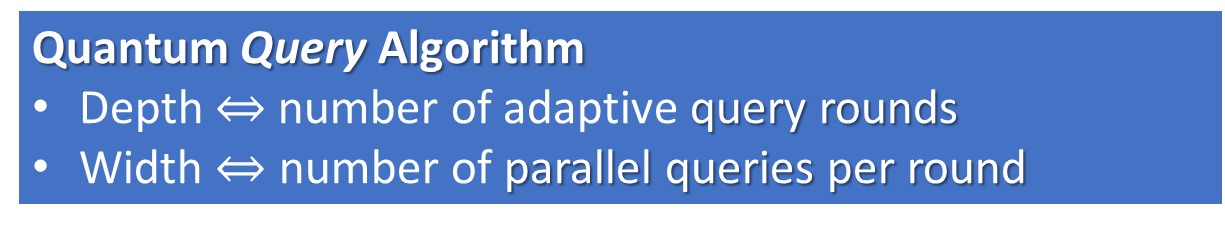 Quantum Query Algorithm
• Depth ⇔ number of adaptive query rounds
• Width ⇔ number of parallel queries per round